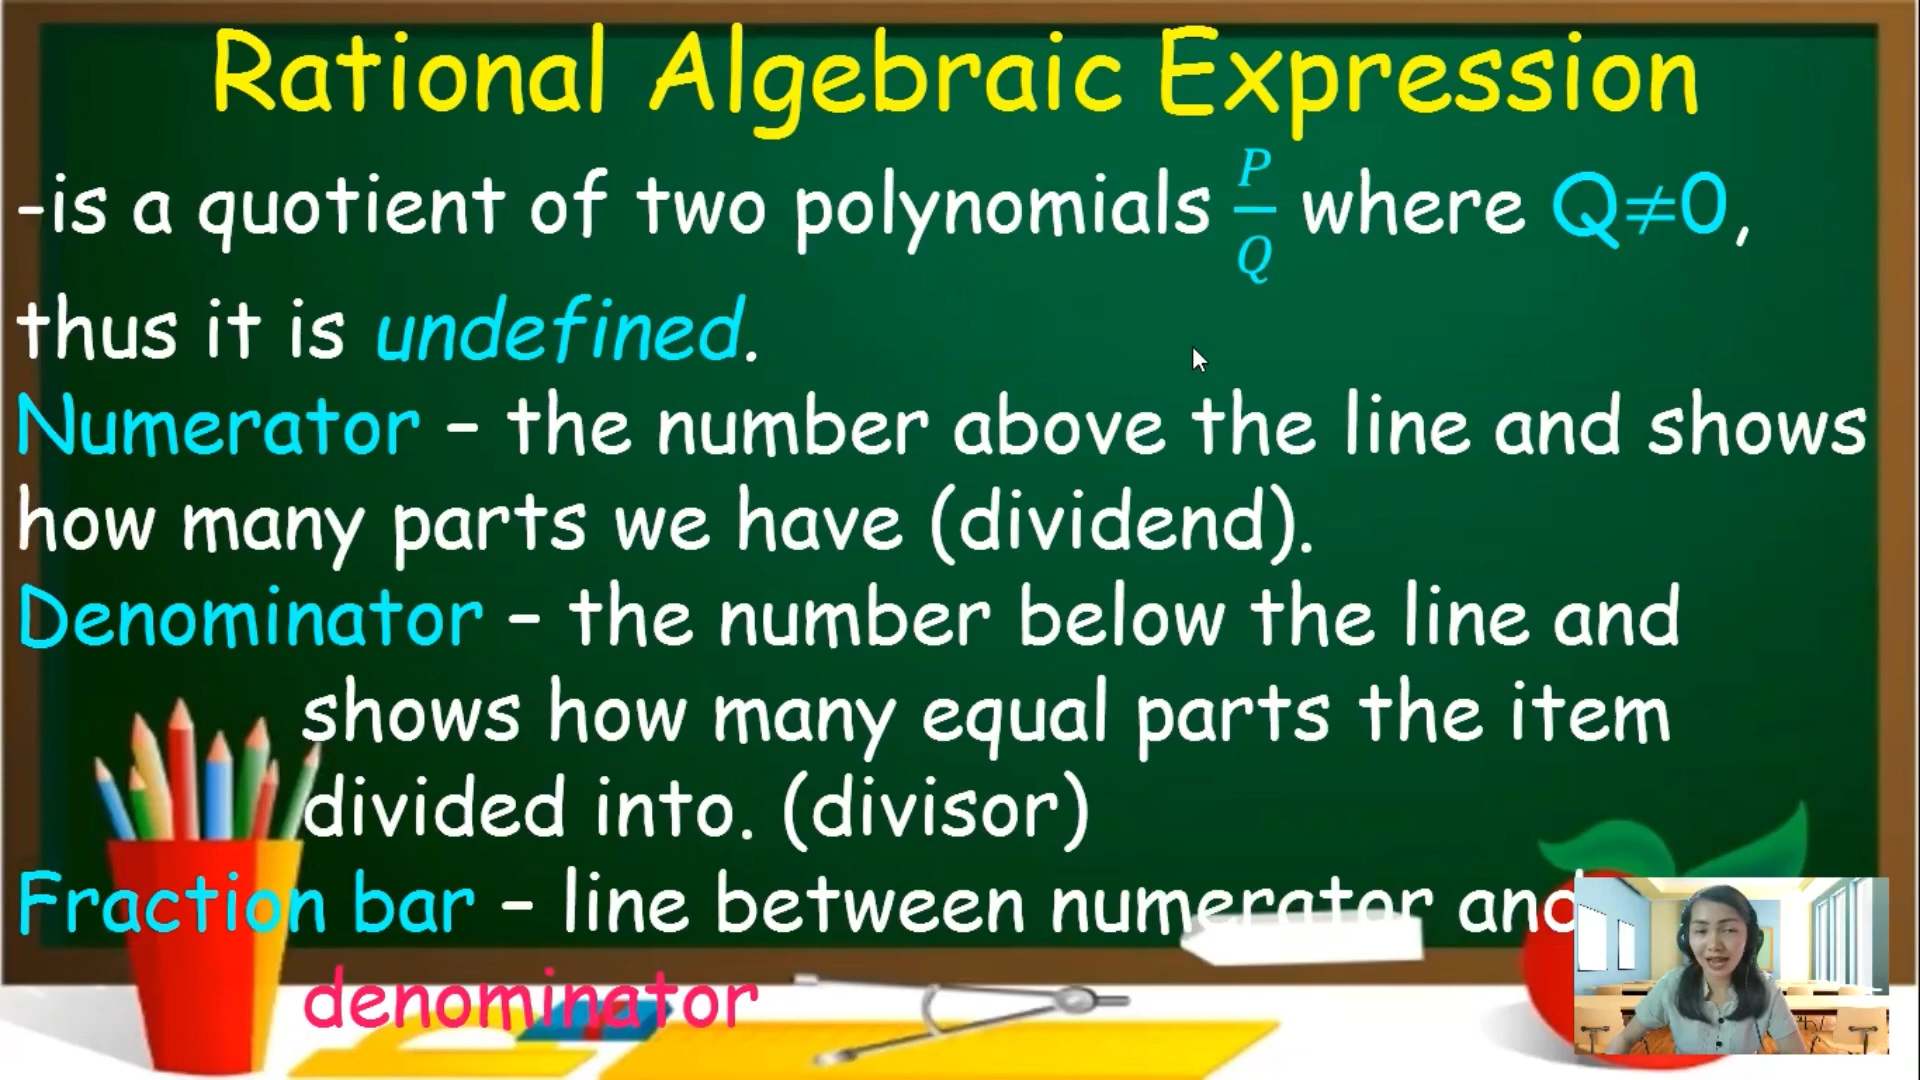 Rational Algebraic Expression
-is a quotient of two polynomials P/Q where Q≠0,
thus it is undefined.
Numerator – the number above the line and shows
how many parts we have (dividend).
Denominator – the number below the line and
shows how many equal parts the item
divided into. (divisor)
Fraction bar – line between numerator and
denominator